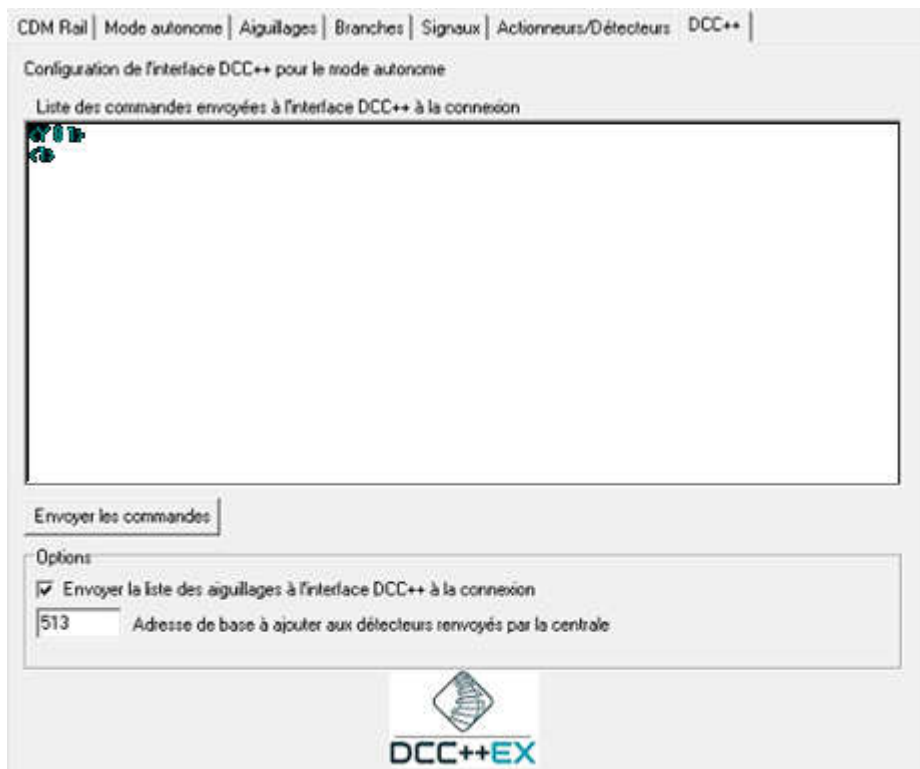 CDM Rail Mode autonome Aiguillages Branches Signaux Actionneurs/Détecteurs DCC++
Configuration de l'interface DCC++ pour le mode autonome
Liste des commandes envoyées à l'interface DCC++ à la connexion
Envoyer les commandes
Options
Envoyer la liste des aiguillages à l'interface DCC++ à la connexion
513 Adresse de base à ajouter aux détecteurs renvoyés par la centrale
DCC++EX